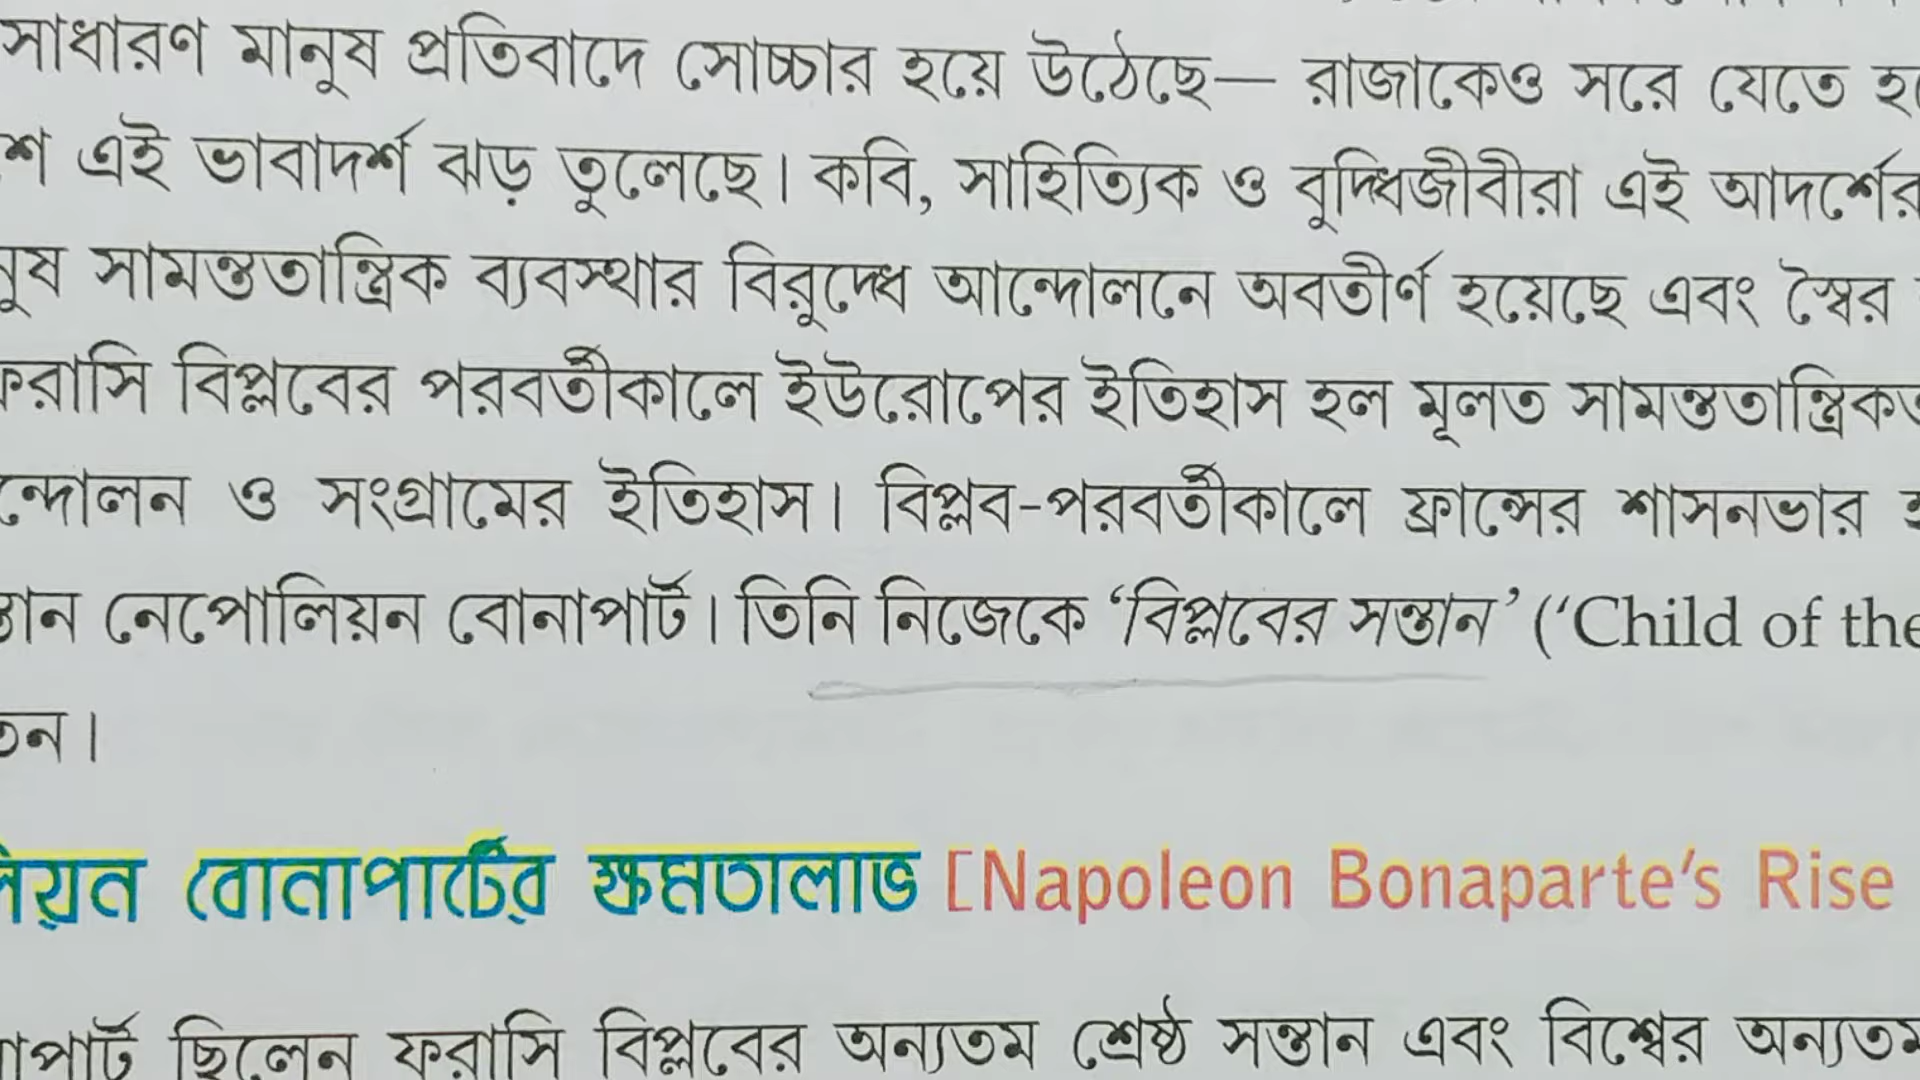 সাধারণ মানুষ প্রতিবাদে সোচ্চার হয়ে উঠেছে— রাজাকেও সরে যেতে
এই ভাবাদর্শ ঝড় তুলেছে। কবি, সাহিত্যিক ও বুদ্ধিজীবীরা এই আদর্শের
সামন্ততান্ত্রিক ব্যবস্থার বিরুদ্ধে আন্দোলনে অবতীর্ণ হয়েছে এবং স্বৈর
ফরাসি বিপ্লবের পরবর্তীকালে ইউরোপের ইতিহাস হল মূলত সামন্ততান্ত্রিক
ন্দোলন ও সংগ্রামের ইতিহাস। বিপ্লব-পরবর্তীকালে ফ্রান্সের শাসনভার
নেপোলিয়ন বোনাপার্ট। তিনি নিজেকে ‘বিপ্লবের সন্তান’ (‘Child of the
তেন।
লিয়ন বোনাপার্টের ক্ষমতালাভ [Napoleon Bonaparte’s Rise
নাপার্ট ছিলেন ফরাসি বিপ্লবের অন্যতম শ্রেষ্ঠ সন্তান এবং বিশ্বের অন্যতম